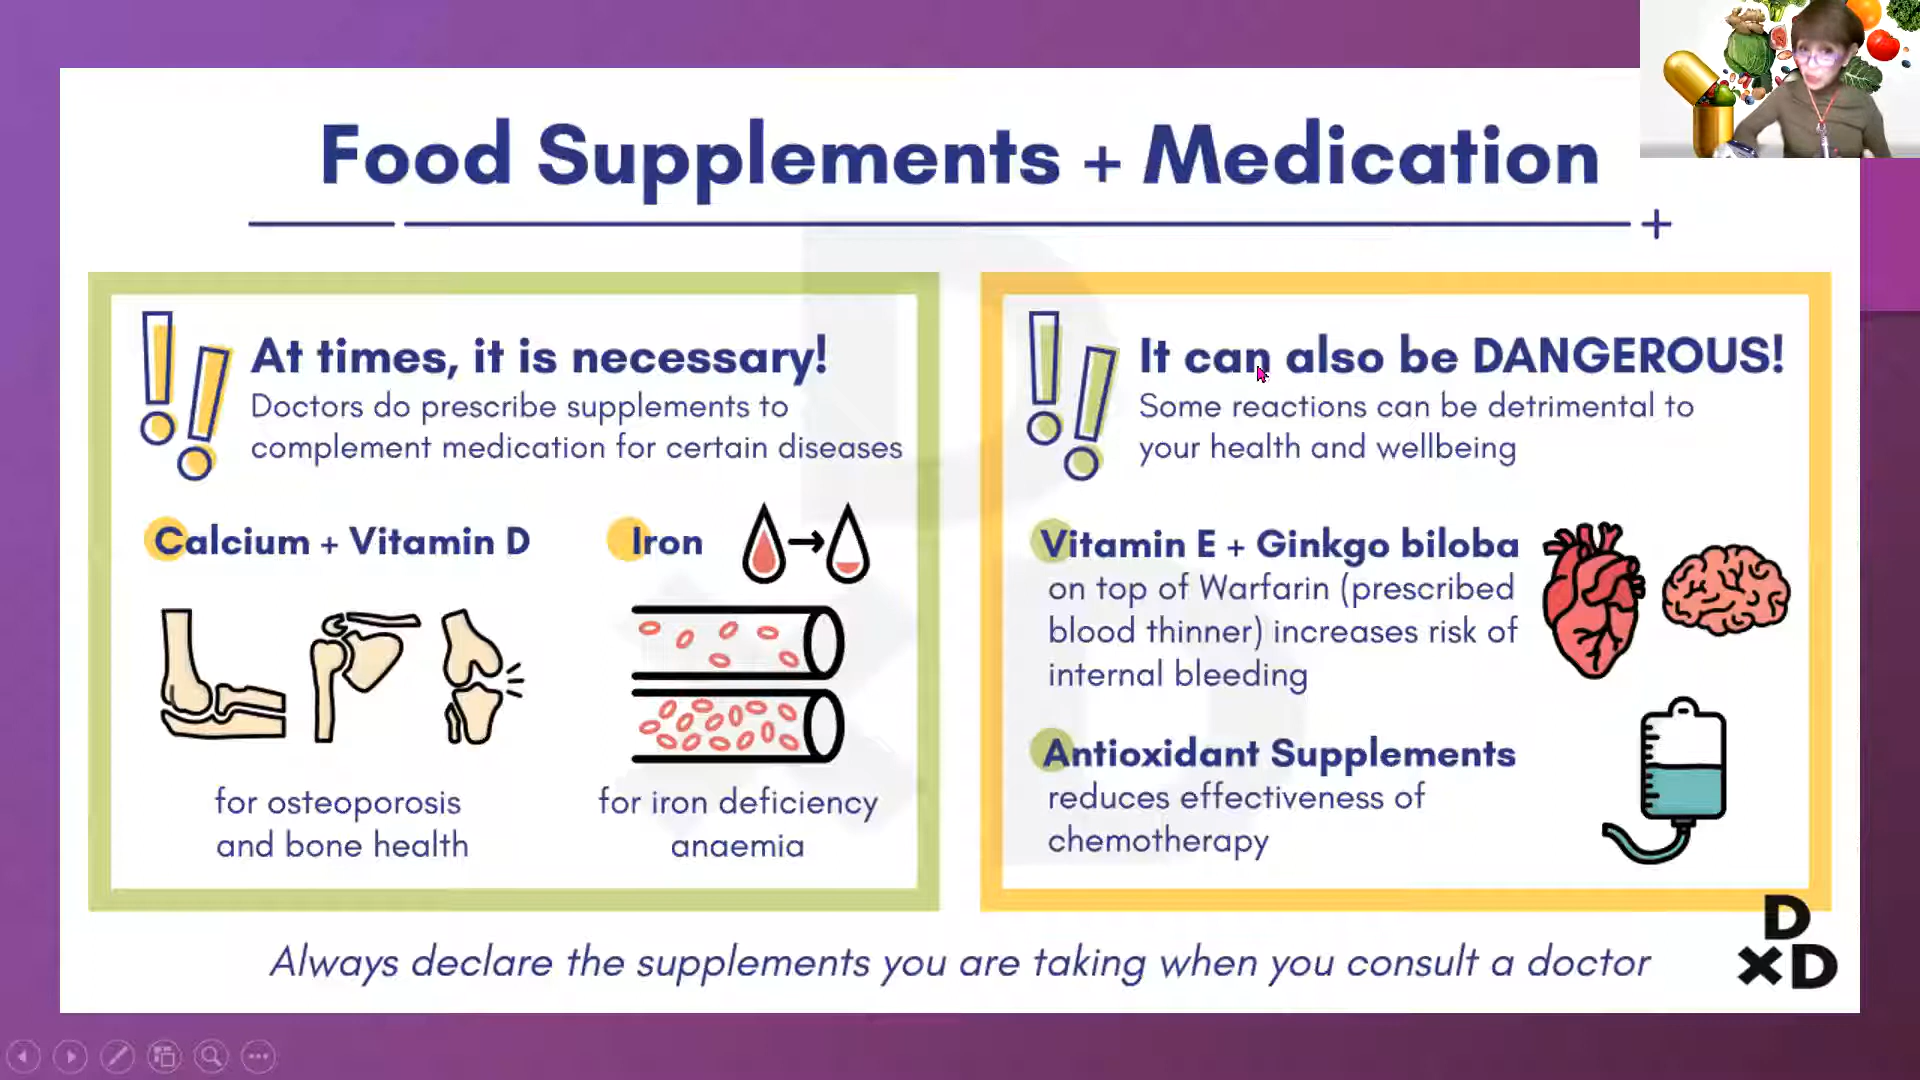 Food Supplements + Medication
At times, it is necessary!
Doctors do prescribe supplements to
complement medication for certain diseases
Calcium + Vitamin D
Iron
for osteoporosis
and bone health
for iron deficiency
anaemia
It can also be DANGEROUS!
Some reactions can be detrimental to
your health and wellbeing
Vitamin E + Ginkgo biloba
on top of Warfarin (prescribed
blood thinner) increases risk of
internal bleeding
Antioxidant Supplements
reduces effectiveness of
chemotherapy
Always declare the supplements you are taking when you consult a doctor
D
XD